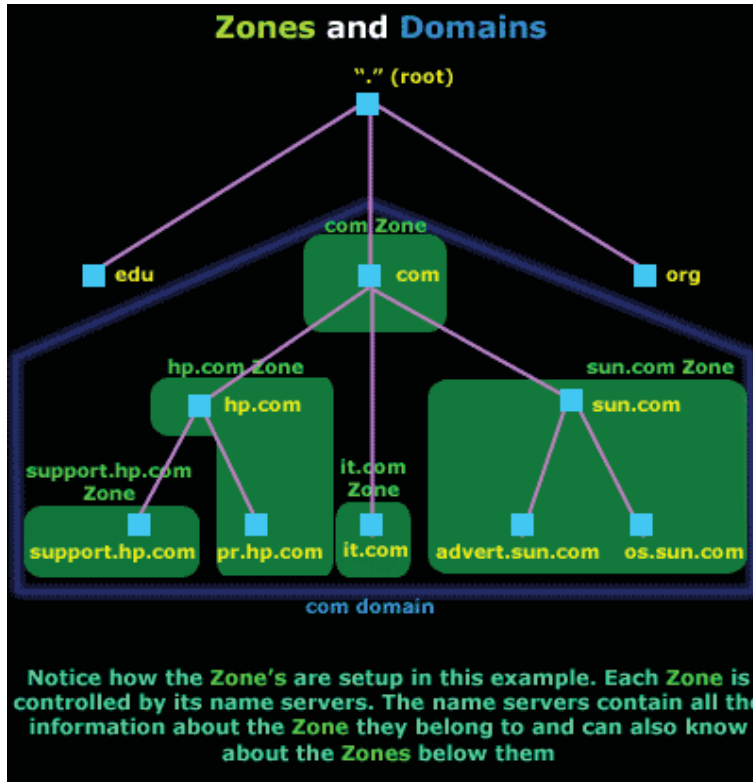 Zones and Domains
“.” (root)
com Zone
edu
com
org
hp.com Zone
sun.com Zone
hp.com
sun.com
support.hp.com
Zone
it.com
Zone
support.hp.com
pr.hp.com
it.com
advert.sun.com
os.sun.com
com domain
Notice how the Zone’s are setup in this example. Each Zone is
controlled by its name servers. The name servers contain all the
information about the Zone they belong to and can also know
about the Zones below them